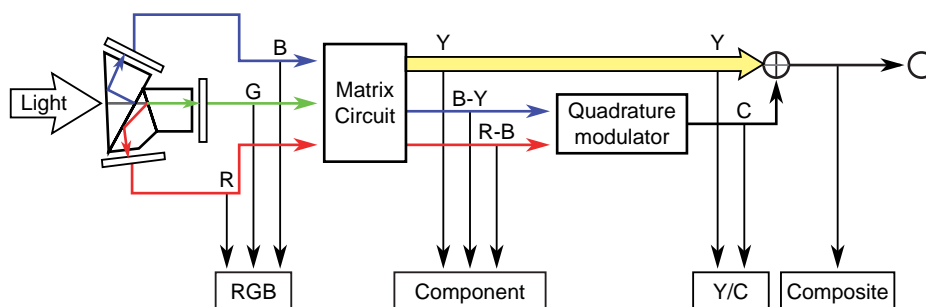 B
Y
Y
Light
G
Matrix
Circuit
B-Y
R-B
Quadrature
modulator
C
R
RGB
Component
Y/C
Composite